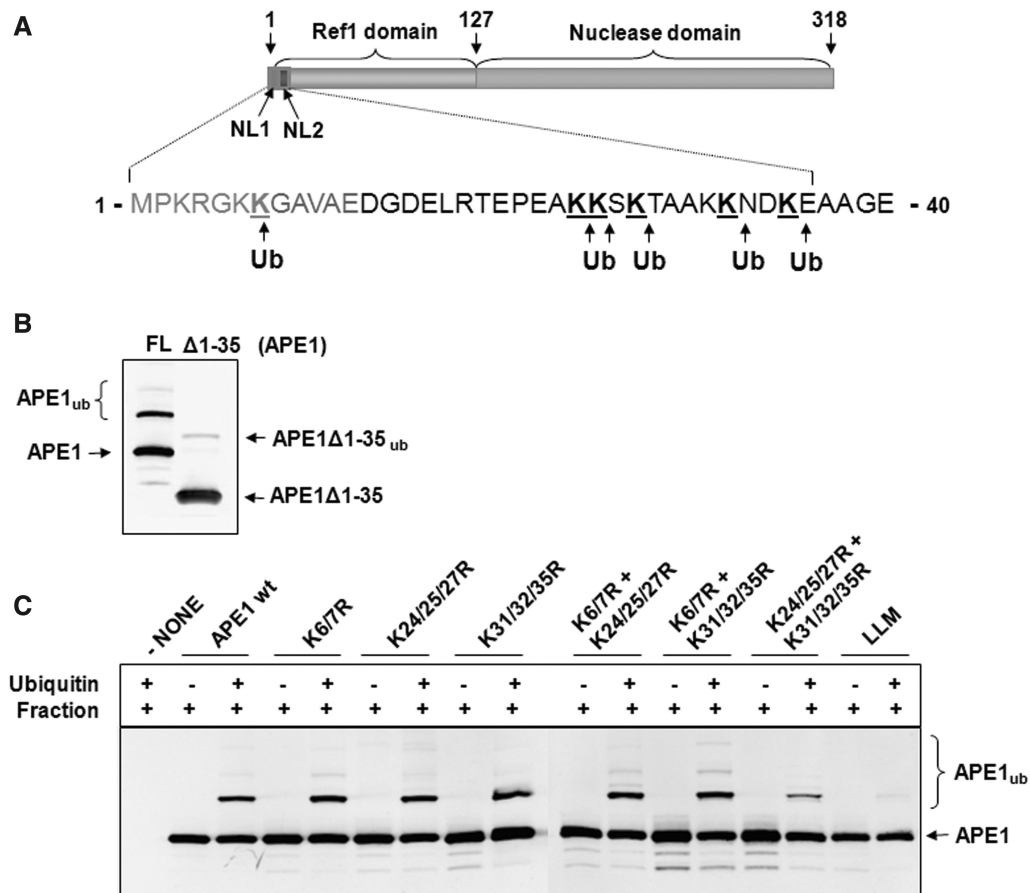 A
1 Ref1 domain 127 Nuclease domain 318
NL1 NL2
1 - MPKRGKKGAVAEDGDELRTEPEAKKSKTAAKKNDKEAAGE - 40
Ub Ub Ub Ub Ub
B
FL Δ1-35 (APE1)
APE1ub
APE1
APE1Δ1-35 ub
APE1Δ1-35
C
- NONE APE1 wt K6/7R K24/25/27R K31/32/35R K6/7R + K24/25/27R K6/7R + K31/32/35R K24/25/27R + K31/32/35R LLM
Ubiquitin + - + - + - + - + - + - + - + - +
Fraction + + + + + + + + + + + + + + + + +
APE1ub
APE1